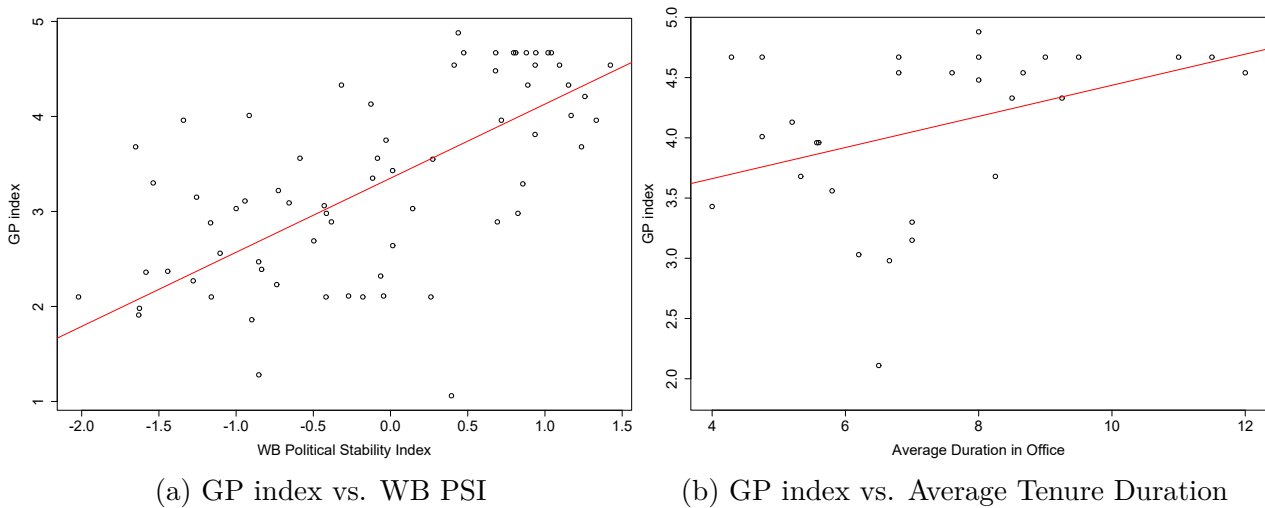 GP index
5
4
3
2
1
-2.0 -1.5 -1.0 -0.5 0.0 0.5 1.0 1.5
WB Political Stability Index
(a) GP index vs. WB PSI
GP index
5.0
4.5
4.0
3.5
3.0
2.5
2.0
4 6 8 10 12
Average Duration in Office
(b) GP index vs. Average Tenure Duration